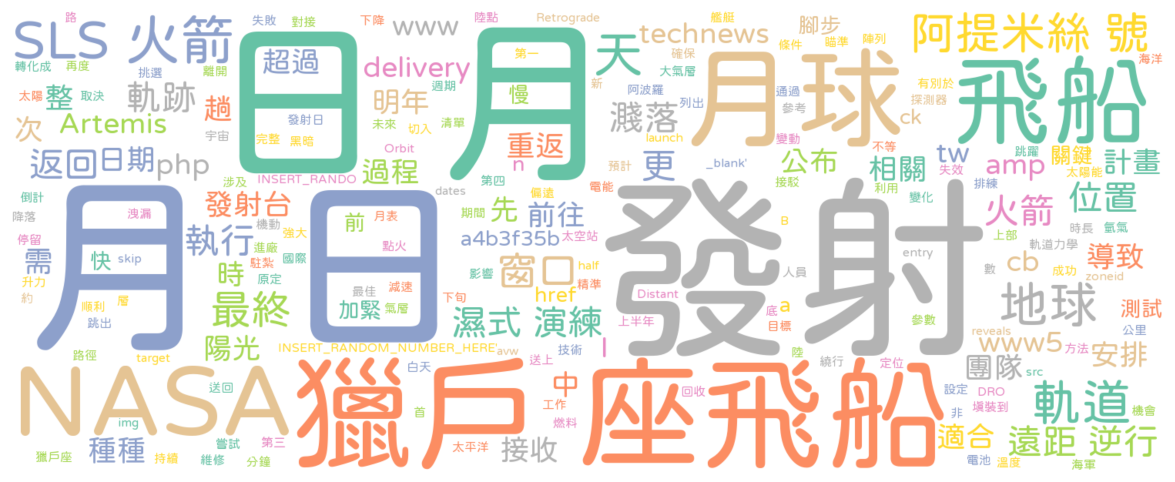 路 失敗 對接 下降 陸點 Retrograde 艦艇 腳步
SLS 火箭 日 月 天 technews 阿提米絲 號
www 第一 確保 條件 瞄準 陣列 海洋
轉化成 再度 挑選 離開 超過 delivery 週期 大氣層 新 阿波羅 通過 有別於
太陽 取決 軌跡 趟 發射日 明年 慢 列出 參考 探測器
整 次 Artemis 宇宙 完整 黑暗 未來 切入 清單 濺落 月球 ck 飛船
返回 日期 php 過程 Orbit 重返 n launch 變動 不等 跳躍 太陽能
INSERT_RANDO 第四 預計 更 _blank' 公布 相關 tw 失效 amp 關鍵 計畫
倒計 涉及 dates 偏遠 電能 接駁 利用 排練
降落 洩漏 發射台 機動 前 月表 期間 先 前往 B 變化 火箭 位置 氫氣
停留 需 快 skip 執行 進廠 強大 國際 點火 a4b3f35b 太空站 人員 上部 時長 軌道力學 導致
月 日 發射
升力 約 時 駐紮 原定 減速 影響 窗口 half 精準 entry 數 cb 成功 zoneid
順利 層 跳出 最終 最佳 加緊 氣層 下旬 href Distant a 底 目標 參數 地球 測試
路徑 target 陽光 INSERT_RANDOM_NUMBER_HERE' 濕式 演練 上半年 l reveals www5 方法 公里 安排
avw 送上 技術 陸 繞行 定位 團隊 src
NASA 送回 白天 獵戶 座飛船 中 工作 回收 設定 DRO 填裝到 軌道 機會
img 首 燃料 非 適合 遠距 逆行
獵戶座 種種 持續 嘗試 維修 第三 分鐘 太平洋 接收 電池 溫度 海軍